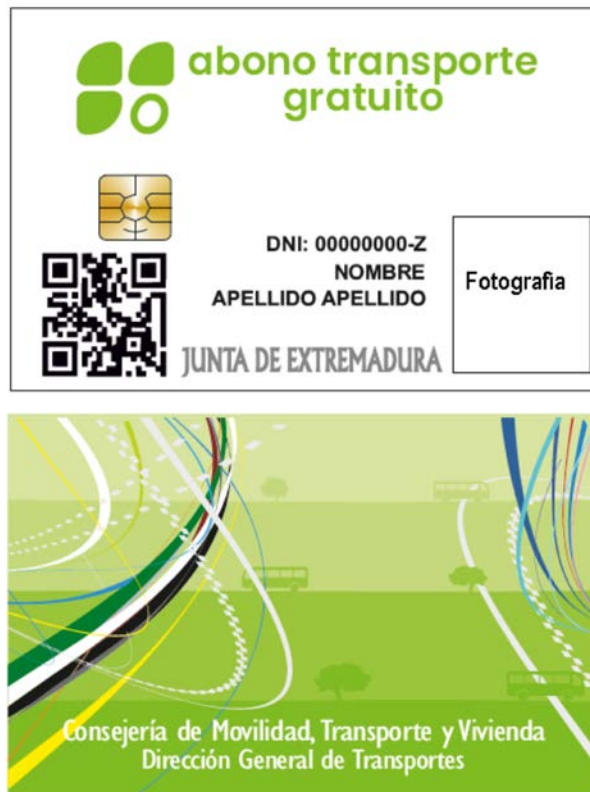 abono transporte
gratuito
DNI: 00000000-Z
NOMBRE
APELLIDO APELLIDO
Fotografia
JUNTA DE EXTREMADURA
Consejería de Movilidad, Transporte y Vivienda
Dirección General de Transportes